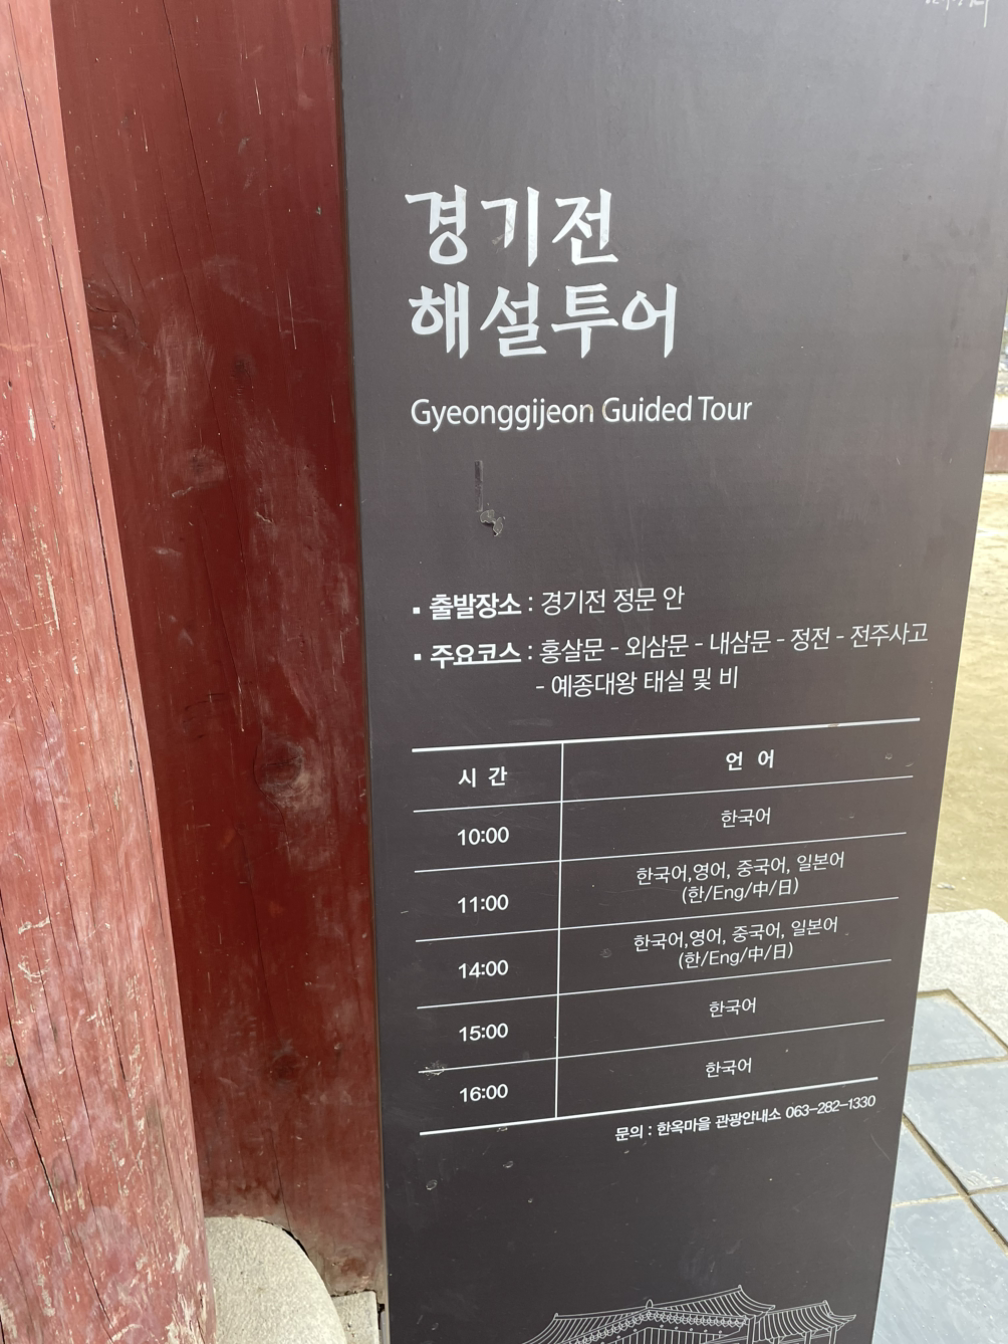 경기전
해설투어
Gyeonggijeon Guided Tour
▪ 출발장소 : 경기전 정문 안
▪ 주요코스 : 홍살문 - 외삼문 - 내삼문 - 정전 - 전주사고
- 예종대왕 태실 및 비
시 간 언 어
10:00 한국어
11:00 한국어,영어, 중국어, 일본어
(한/Eng/中/日)
14:00 한국어,영어, 중국어, 일본어
(한/Eng/中/日)
15:00 한국어
16:00 한국어
문의 : 한옥마을 관광안내소 063-282-1330